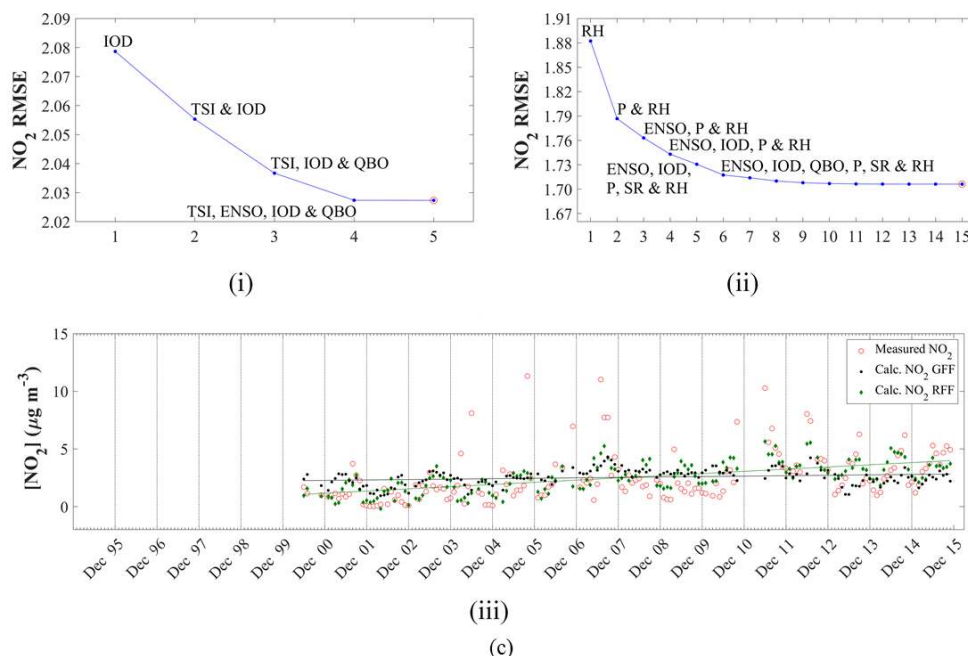 2.09
2.08
2.07
2.06
2.05
2.04
2.03
2.02
NO2 RMSE
IOD
TSI & IOD
TSI, IOD & QBO
TSI, ENSO, IOD & QBO
1 2 3 4 5
(i)
1.91
1.88
1.85
1.82
1.79
1.76
1.73
1.70
1.67
NO2 RMSE
RH
P & RH
ENSO, P & RH
ENSO, IOD, P & RH
ENSO, IOD,
P, SR & RH
ENSO, IOD, QBO, P, SR & RH
1 2 3 4 5 6 7 8 9 10 11 12 13 14 15
(ii)
15
10
5
0
[NO2] (μg m−3)
Measured NO2
Calc. NO2 GFF
Calc. NO2 RFF
Dec 95 Dec 96 Dec 97 Dec 98 Dec 99 Dec 00 Dec 01 Dec 02 Dec 03 Dec 04 Dec 05 Dec 06 Dec 07 Dec 08 Dec 09 Dec 10 Dec 11 Dec 12 Dec 13 Dec 14 Dec 15
(iii)
(c)